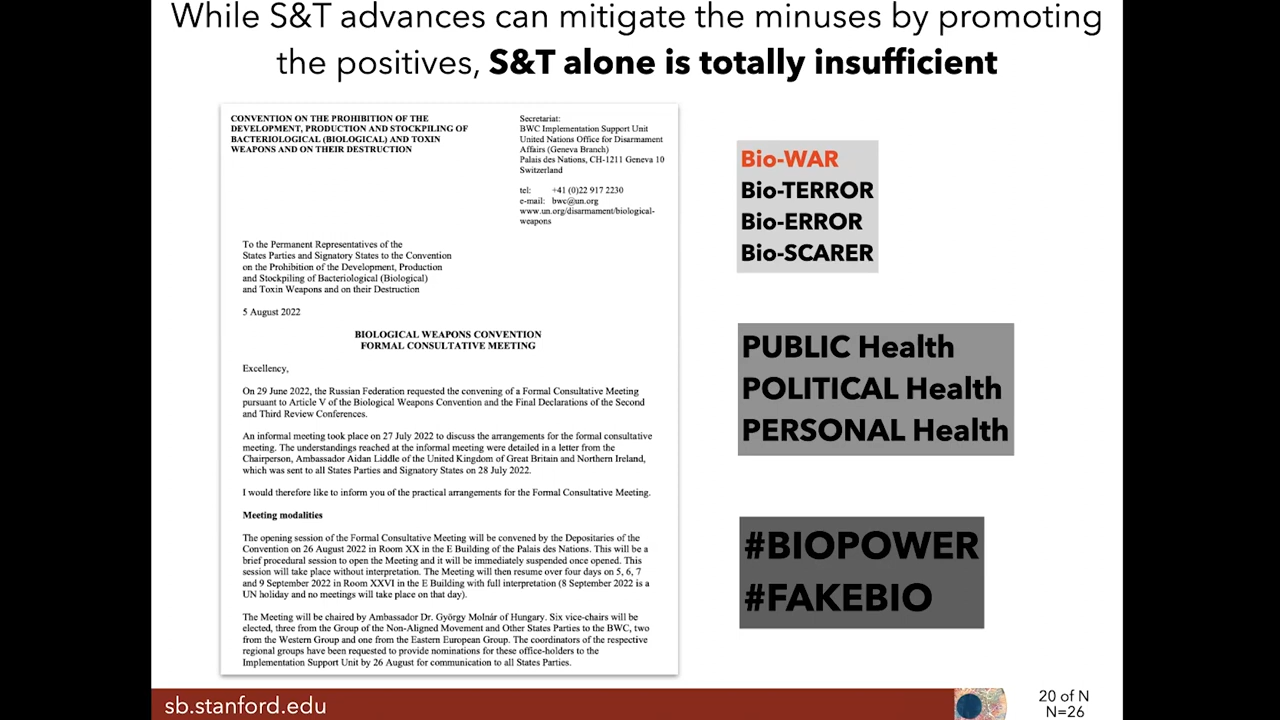 While S&T advances can mitigate the minuses by promoting
the positives, S&T alone is totally insufficient
CONVENTION ON THE PROHIBITION OF THE
DEVELOPMENT, PRODUCTION AND STOCKPILING OF
BACTERIOLOGICAL (BIOLOGICAL) AND TOXIN
WEAPONS AND ON THEIR DESTRUCTION
Secretariat:
BWC Implementation Support Unit
United Nations Office for Disarmament
Affairs (Geneva Branch)
Palais des Nations, CH-1211 Geneva 10
Switzerland
tel: +41 (0)22 917 2230
e-mail: bwc@un.org
www.un.org/disarmament/biological-
weapons
To the Permanent Representatives of the
States Parties and Signatory States to the Convention
on the Prohibition of the Development, Production
and Stockpiling of Bacteriological (Biological)
and Toxin Weapons and on their Destruction
5 August 2022
BIOLOGICAL WEAPONS CONVENTION
FORMAL CONSULTATIVE MEETING
Excellency,
On 29 June 2022, the Russian Federation requested the convening of a Formal Consultative Meeting
pursuant to Article V of the Biological Weapons Convention and the Final Declarations of the Second
and Third Review Conferences.
An informal meeting took place on 27 July 2022 to discuss the arrangements for the formal consultative
meeting. The understandings reached at the informal meeting were detailed in a letter from the
Chairperson, Ambassador Aidan Liddle of the United Kingdom of Great Britain and Northern Ireland,
which was sent to all States Parties and Signatory States on 28 July 2022.
I would therefore like to inform you of the practical arrangements for the Formal Consultative Meeting.
Meeting modalities
The opening session of the Formal Consultative Meeting will be convened by the Depositaries of the
Convention on 26 August 2022 in Room XX in the E Building of the Palais des Nations. This will be a
brief procedural session to open the Meeting and it will be immediately suspended once opened. This
session will take place without interpretation. The Meeting will then resume over four days on 5, 6, 7
and 9 September 2022 in Room XXVI in the E Building with full interpretation (8 September 2022 is a
UN holiday and no meetings will take place on that day).
The Meeting will be chaired by Ambassador Dr. György Molnár of Hungary. Six vice-chairs will be
elected, three from the Group of the Non-Aligned Movement and Other States Parties to the BWC, two
from the Western Group and one from the Eastern European Group. The coordinators of the respective
regional groups have been requested to provide nominations for these office-holders to the
Implementation Support Unit by 26 August for communication to all States Parties.
Bio-WAR
Bio-TERROR
Bio-ERROR
Bio-SCARER
PUBLIC Health
POLITICAL Health
PERSONAL Health
#BIOPOWER
#FAKEBIO
sb.stanford.edu
20 of N
N=26